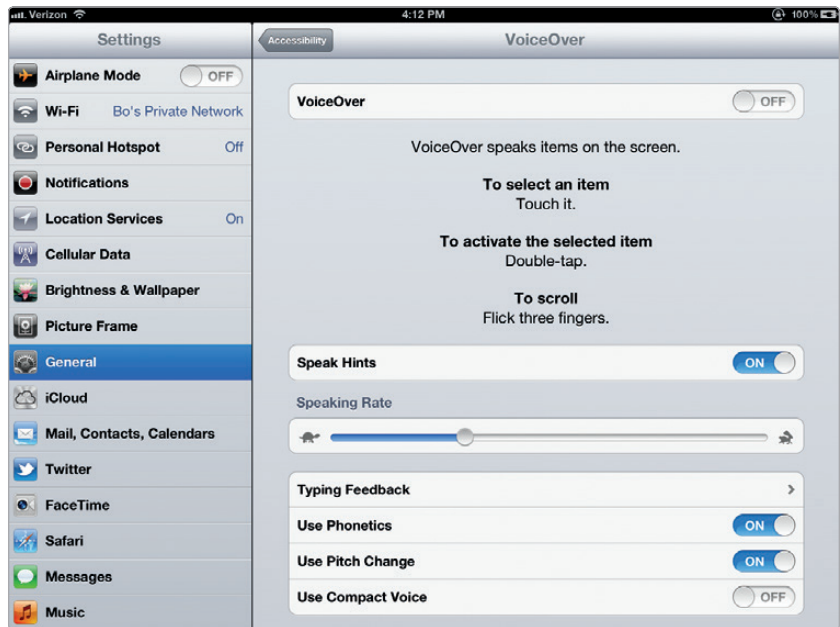 Verizon 4:12 PM 100%
Settings
Airplane Mode OFF
Wi-Fi Bo's Private Network
Personal Hotspot Off
Notifications
Location Services On
Cellular Data
Brightness & Wallpaper
Picture Frame
General
iCloud
Mail, Contacts, Calendars
Twitter
FaceTime
Safari
Messages
Music
Accessibility VoiceOver
VoiceOver OFF
VoiceOver speaks items on the screen.
To select an item
Touch it.
To activate the selected item
Double-tap.
To scroll
Flick three fingers.
Speak Hints ON
Speaking Rate
Typing Feedback
Use Phonetics ON
Use Pitch Change ON
Use Compact Voice OFF